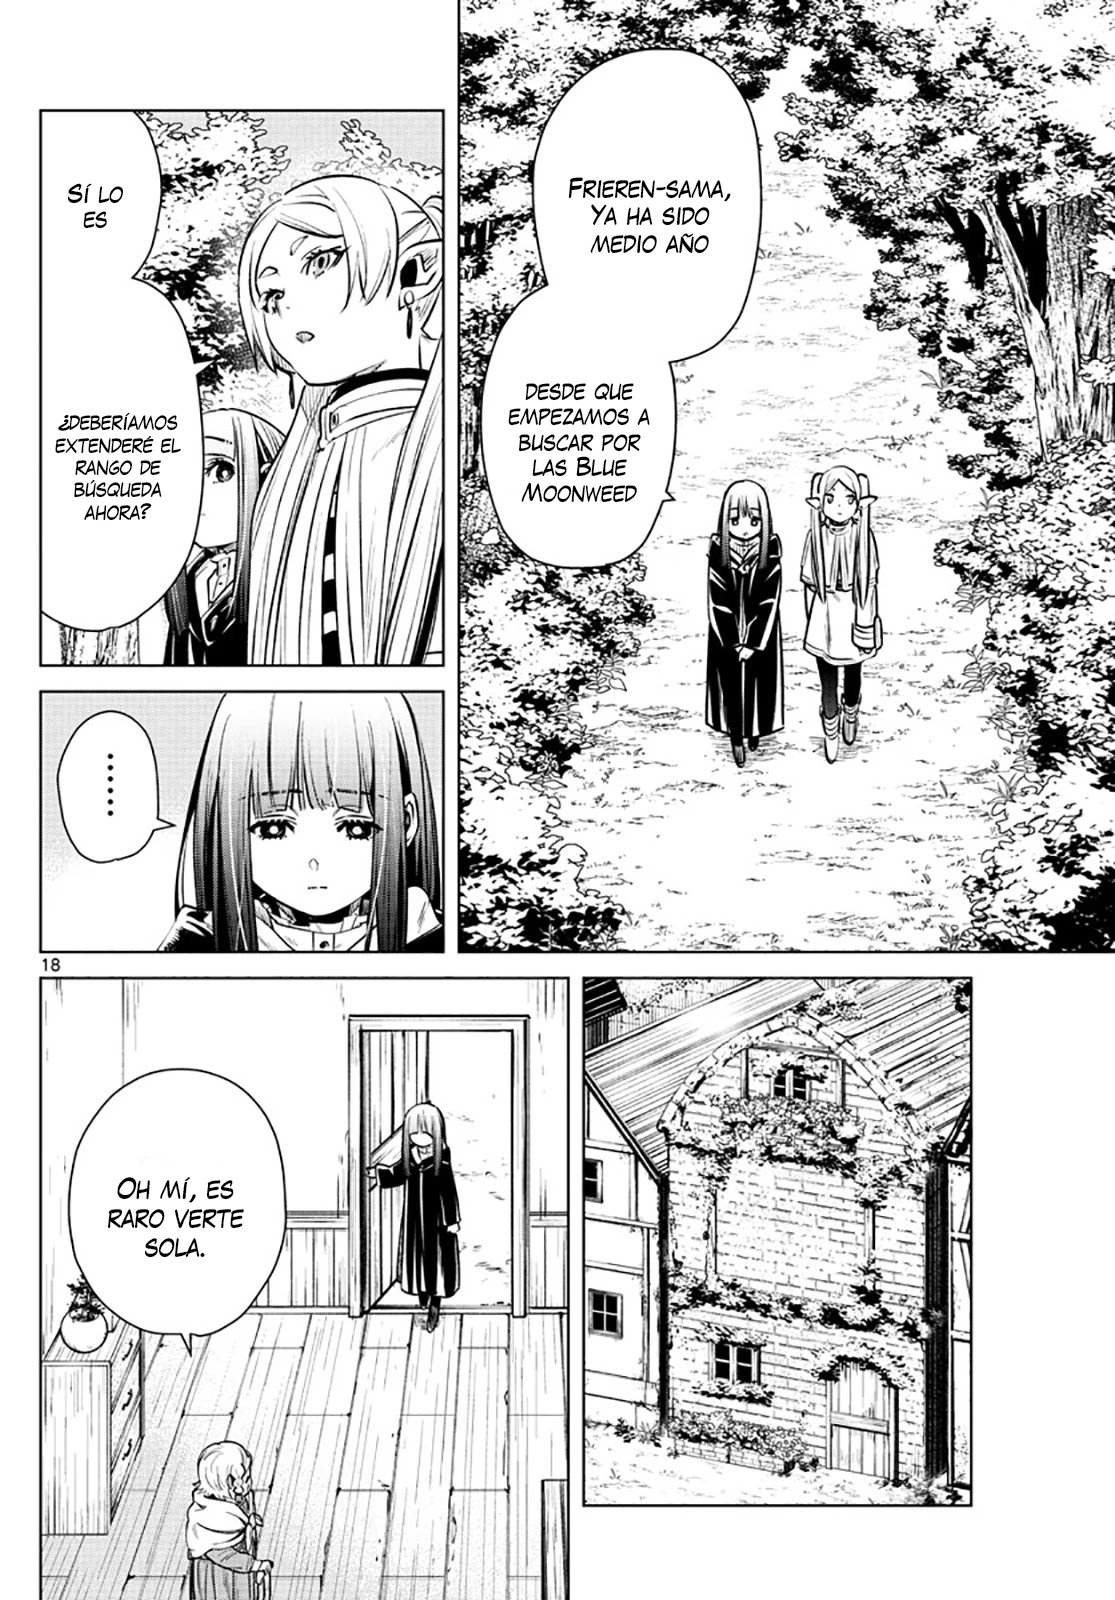 FRIEREN-SAMA,
YA HA SIDO
MEDIO AÑO
DESDE QUE
EMPEZAMOS A
BUSCAR POR
LAS BLUE
MOONWEED
SÍ LO
ES
¿DEBERÍAMOS
EXTENDERÉ EL
RANGO DE
BÚSQUEDA
AHORA?
........
18
OH MÍ, ES
RARO VERTE
SOLA.